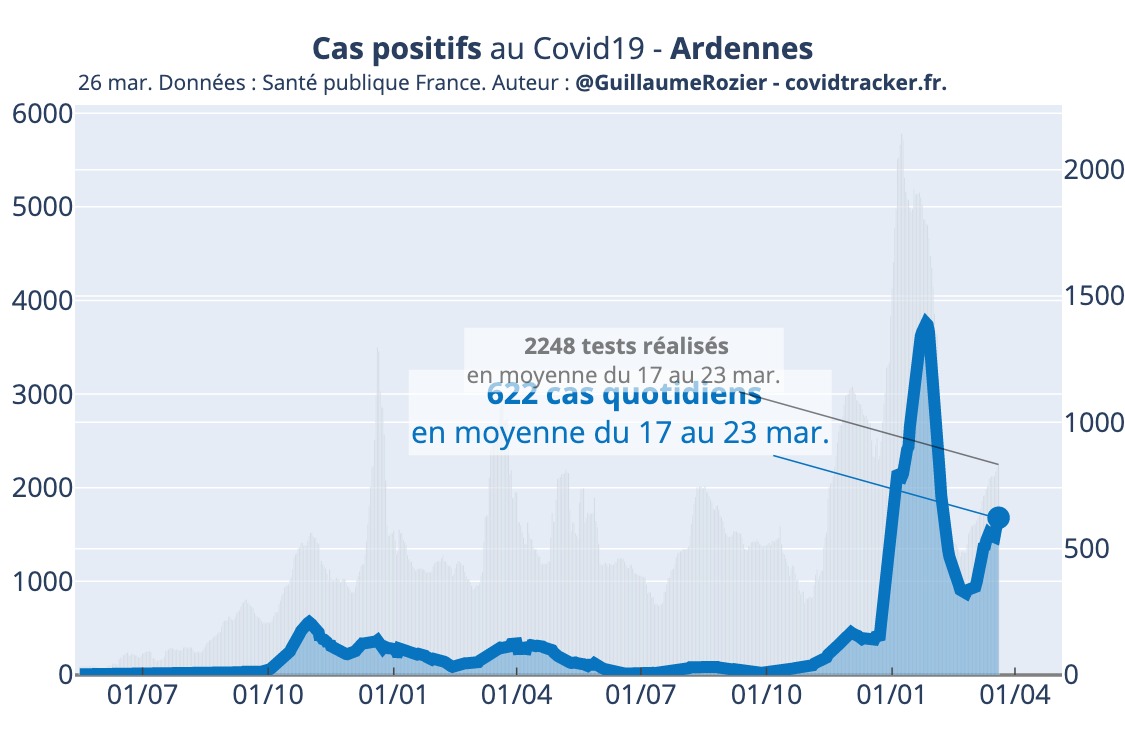 Cas positifs au Covid19 - Ardennes
26 mar. Données : Santé publique France. Auteur : @GuillaumeRozier - covidtracker.fr.
6000
5000
4000
3000
2000
1000
0
2000
1500
1000
500
0
2248 tests réalisés
en moyenne du 17 au 23 mar.
622 cas quotidiens
en moyenne du 17 au 23 mar.
01/07 01/10 01/01 01/04 01/07 01/10 01/01 01/04